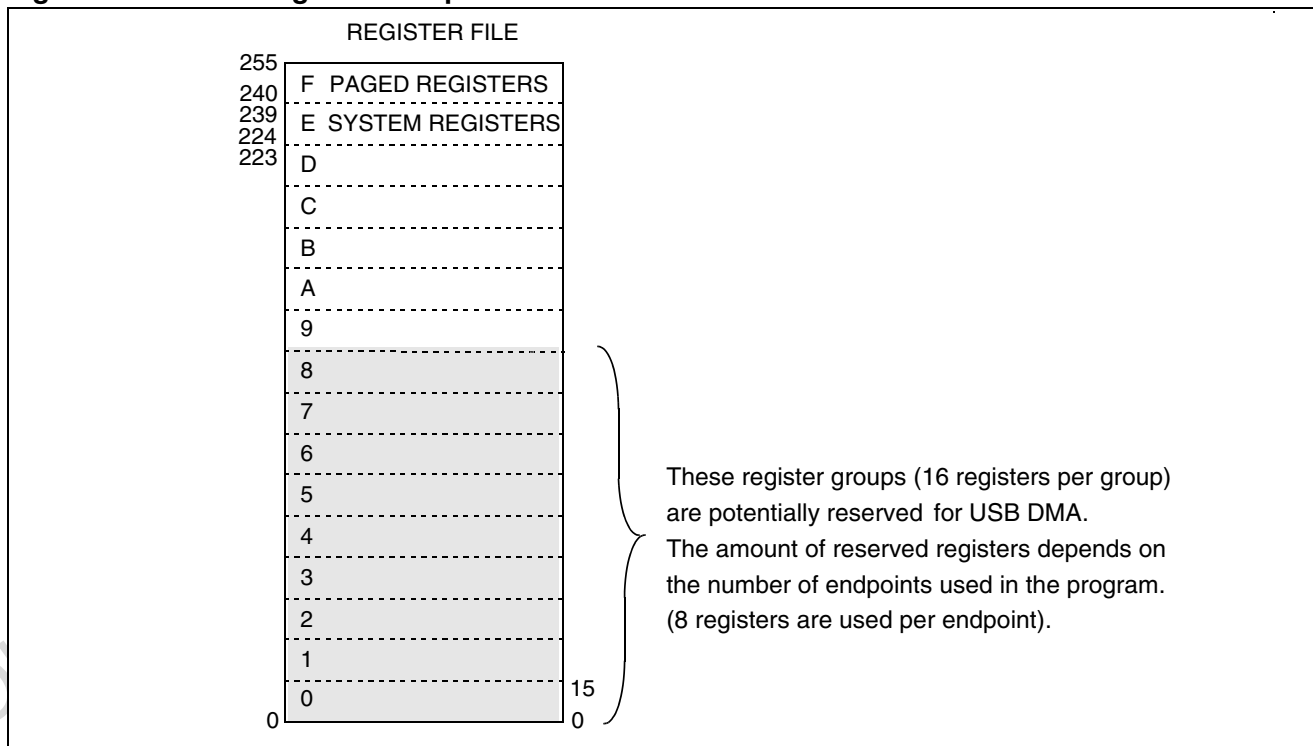 REGISTER FILE
255
F PAGED REGISTERS
240
239
E SYSTEM REGISTERS
224
223
D
C
B
A
9
8
7
6
5
4
3
2
1
0
15
0
0
These register groups (16 registers per group)
are potentially reserved for USB DMA.
The amount of reserved registers depends on
the number of endpoints used in the program.
(8 registers are used per endpoint).